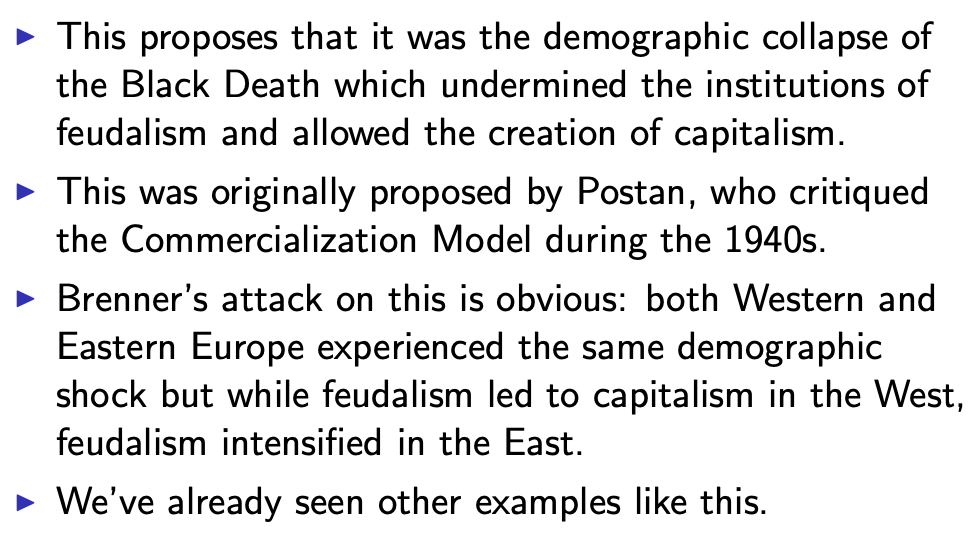 ▶ This proposes that it was the demographic collapse of
the Black Death which undermined the institutions of
feudalism and allowed the creation of capitalism.
▶ This was originally proposed by Postan, who critiqued
the Commercialization Model during the 1940s.
▶ Brenner's attack on this is obvious: both Western and
Eastern Europe experienced the same demographic
shock but while feudalism led to capitalism in the West,
feudalism intensified in the East.
▶ We've already seen other examples like this.